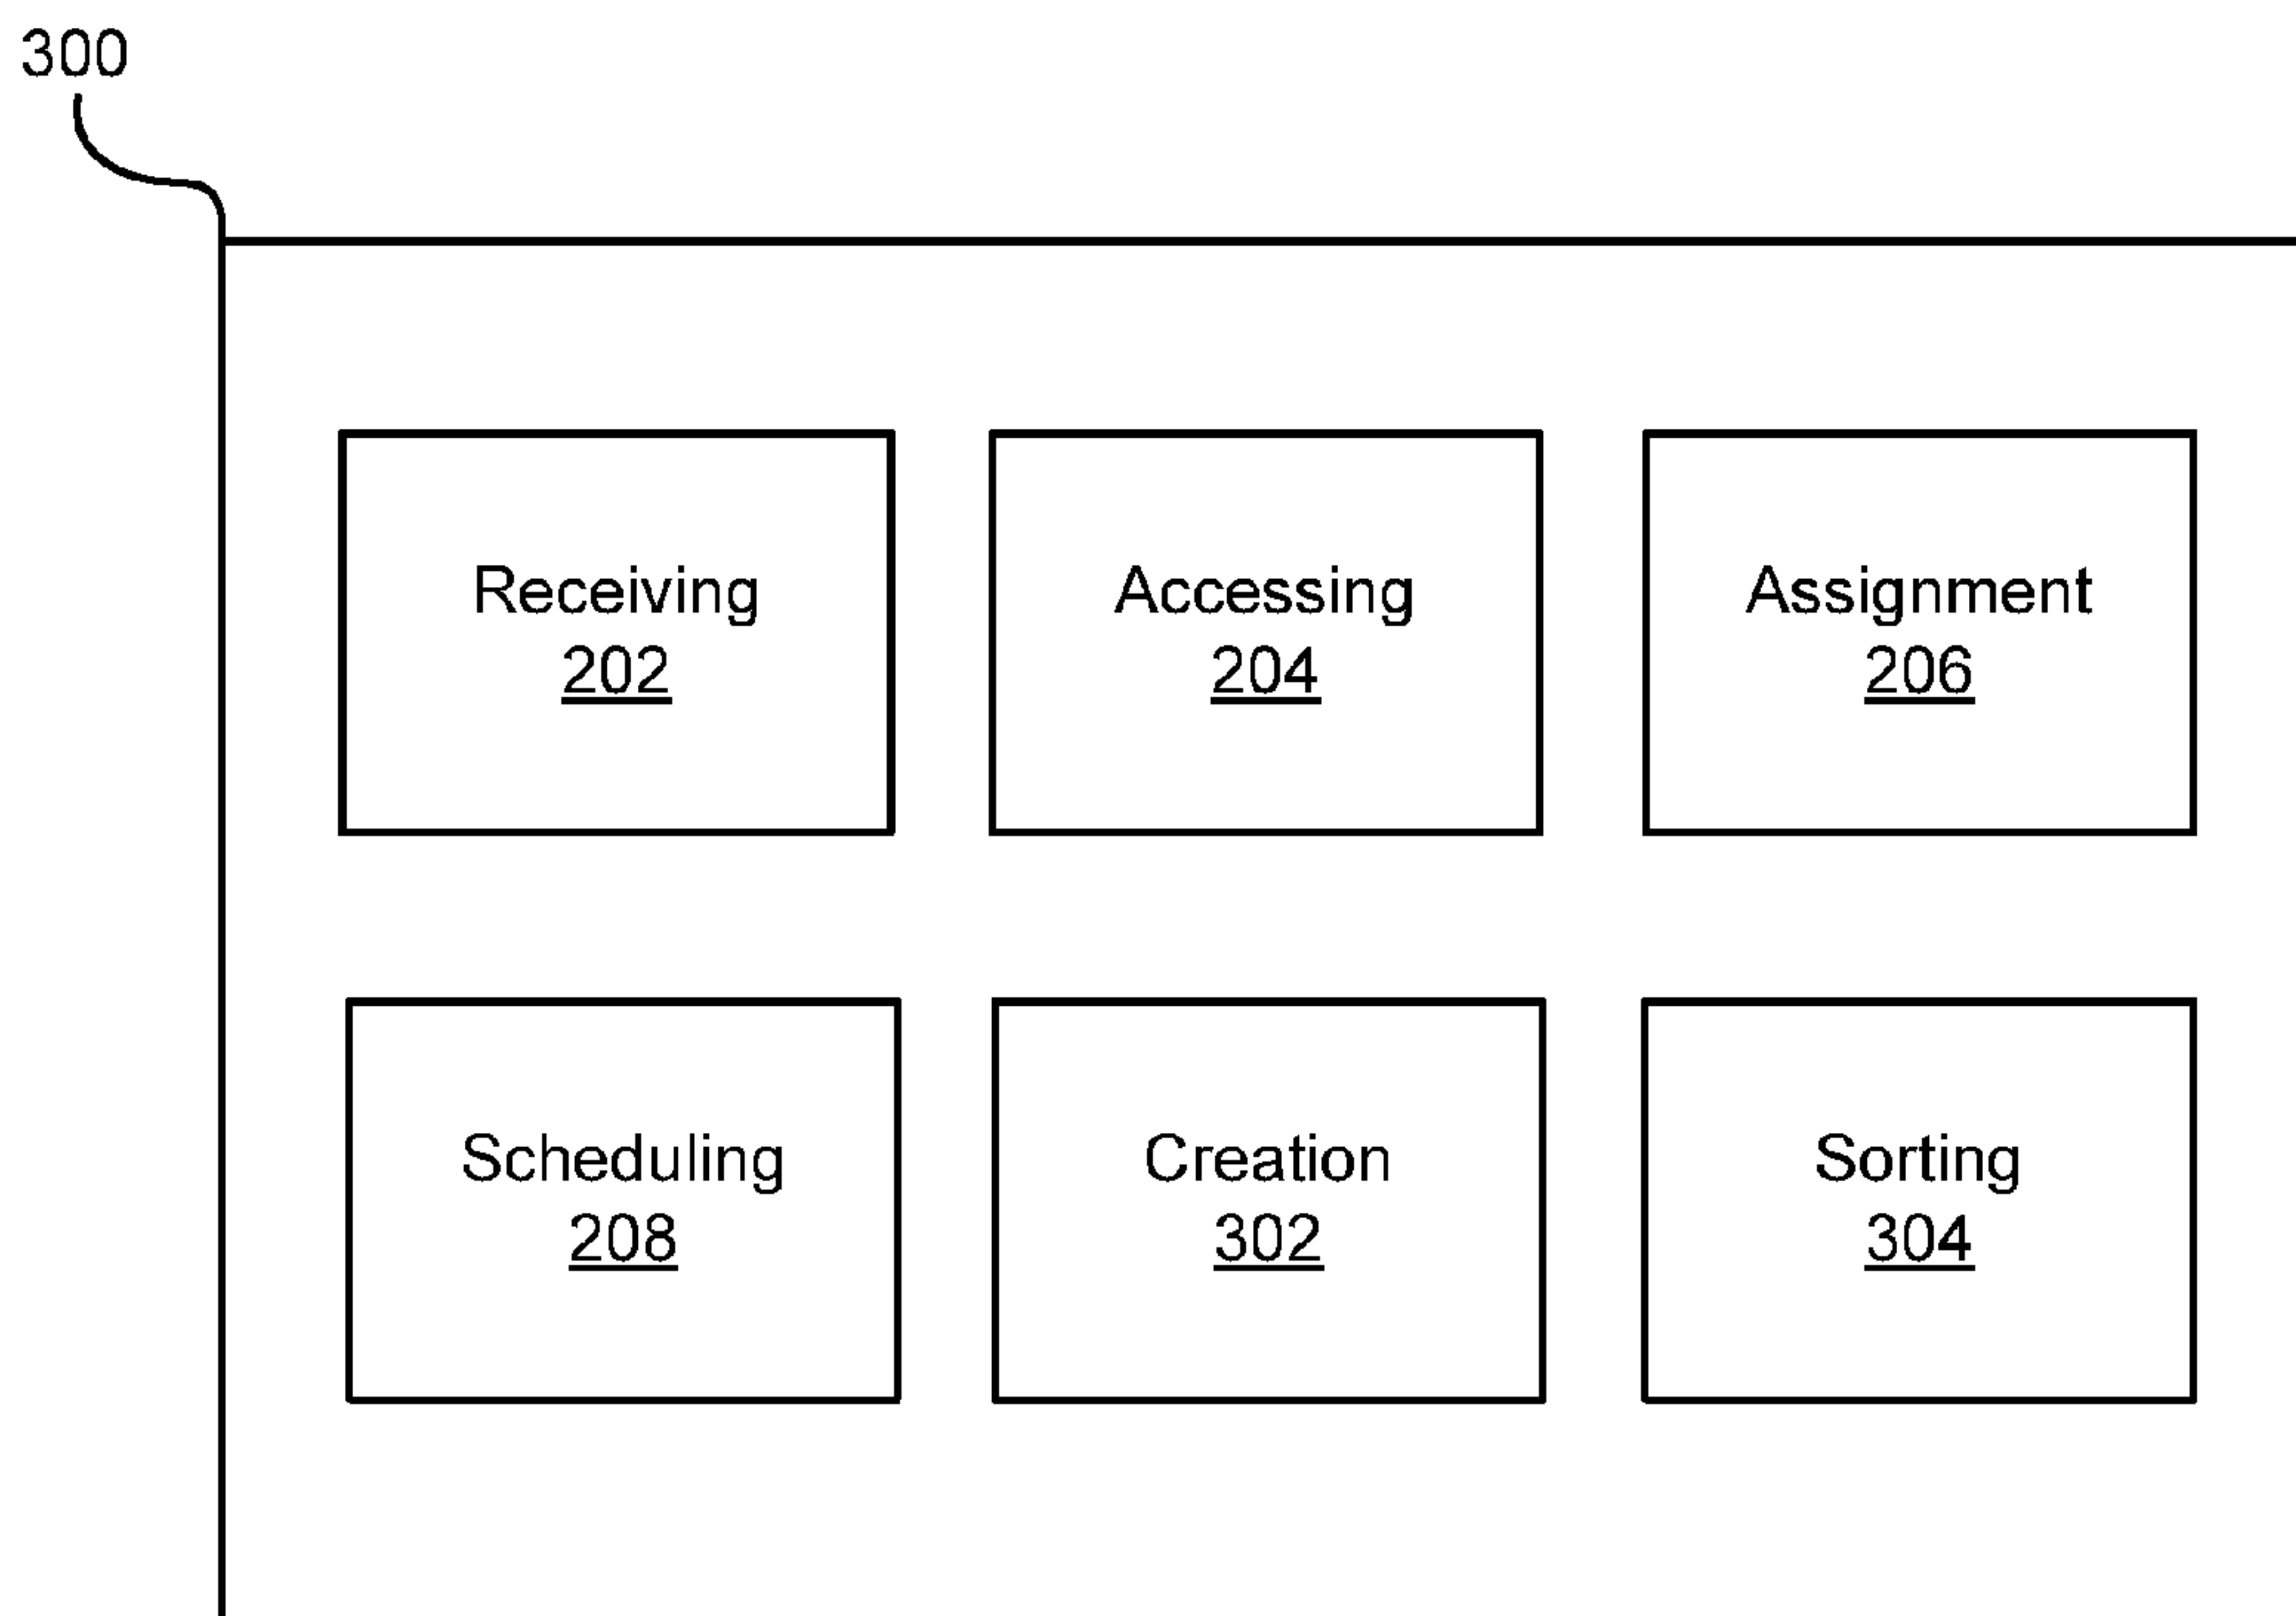 300
Receiving
202
Accessing
204
Assignment
206
Scheduling
208
Creation
302
Sorting
304